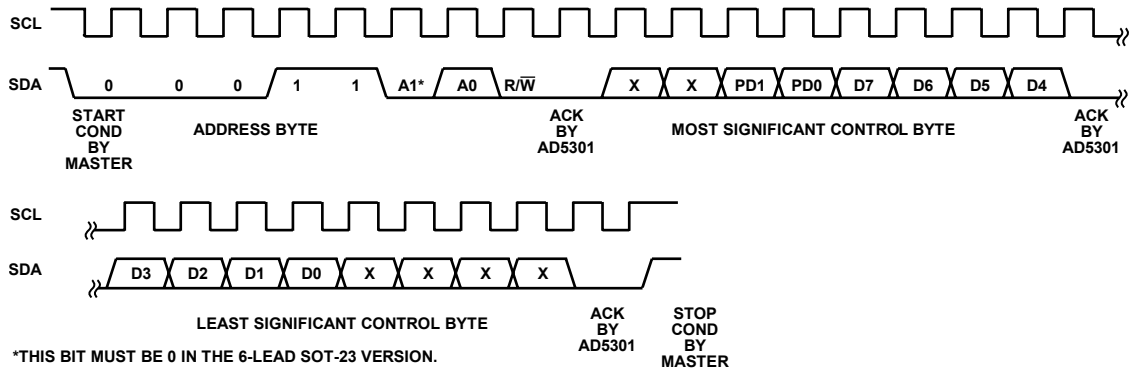 SCL
SDA 0 0 0 1 1 A1* A0 R/W̅ X X PD1 PD0 D7 D6 D5 D4
START COND BY MASTER
ADDRESS BYTE
ACK BY AD5301
MOST SIGNIFICANT CONTROL BYTE
ACK BY AD5301
SCL
SDA D3 D2 D1 D0 X X X X
LEAST SIGNIFICANT CONTROL BYTE
ACK BY AD5301
STOP COND BY MASTER
*THIS BIT MUST BE 0 IN THE 6-LEAD SOT-23 VERSION.